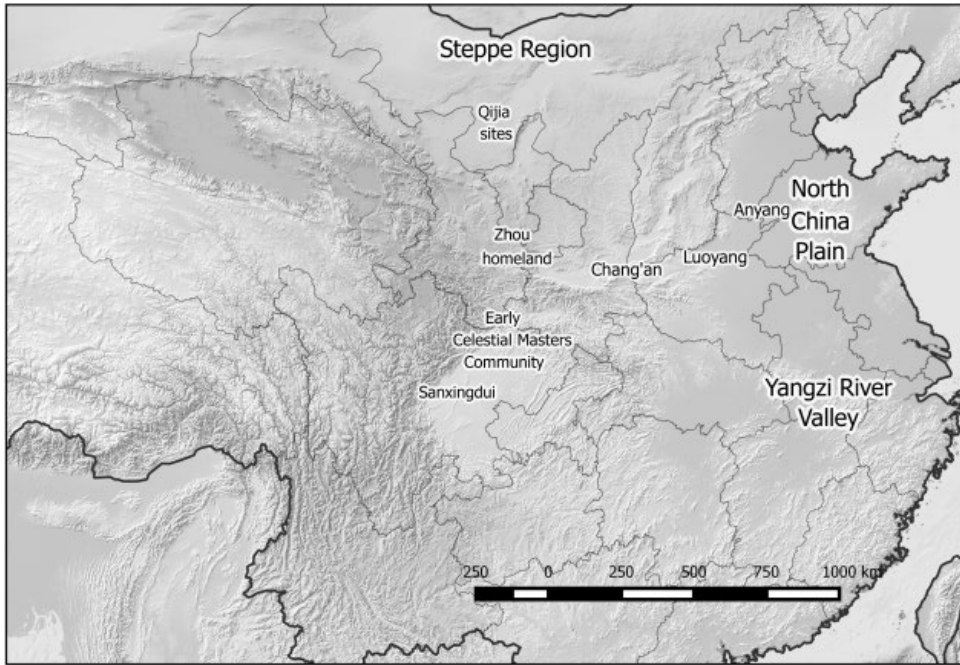 Steppe Region
Qijia
sites
North
China
Plain
Anyang
Zhou
homeland
Luoyang
Chang'an
Early
Celestial Masters
Community
Sanxingdui
Yangzi River
Valley
250 0 250 500 750 1000 km